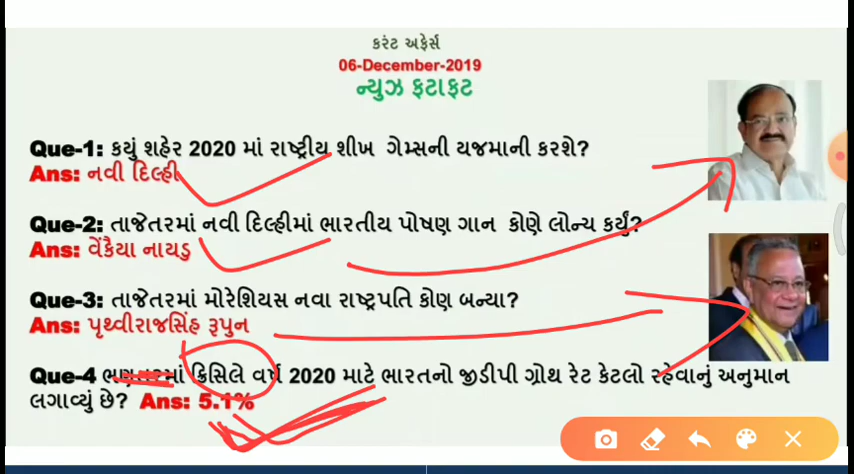 કરંટ અફેર્સ
06-December-2019
ન્યુઝ ફટાફટ
Que-1: કયું શહેર 2020 માં રાષ્ટ્રીય શીખ ગેમ્સની યજમાની કરશે?
Ans: નવી દિલ્હી
Que-2: તાજેતરમાં નવી દિલ્હીમાં ભારતીય પોષણ ગાન કોણે લોન્ચ કર્યું?
Ans: વેંકૈયા નાયડુ
Que-3: તાજેતરમાં મોરેશિયસ નવા રાષ્ટ્રપતિ કોણ બન્યા?
Ans: પૃથ્વીરાજસિંહ રૂપુન
Que-4 ક્રિસિલે વર્ષ 2020 માટે ભારતનો જીડીપી ગ્રોથ રેટ કેટલો રહેવાનું અનુમાન
લગાવ્યું છે? Ans: 5.1%